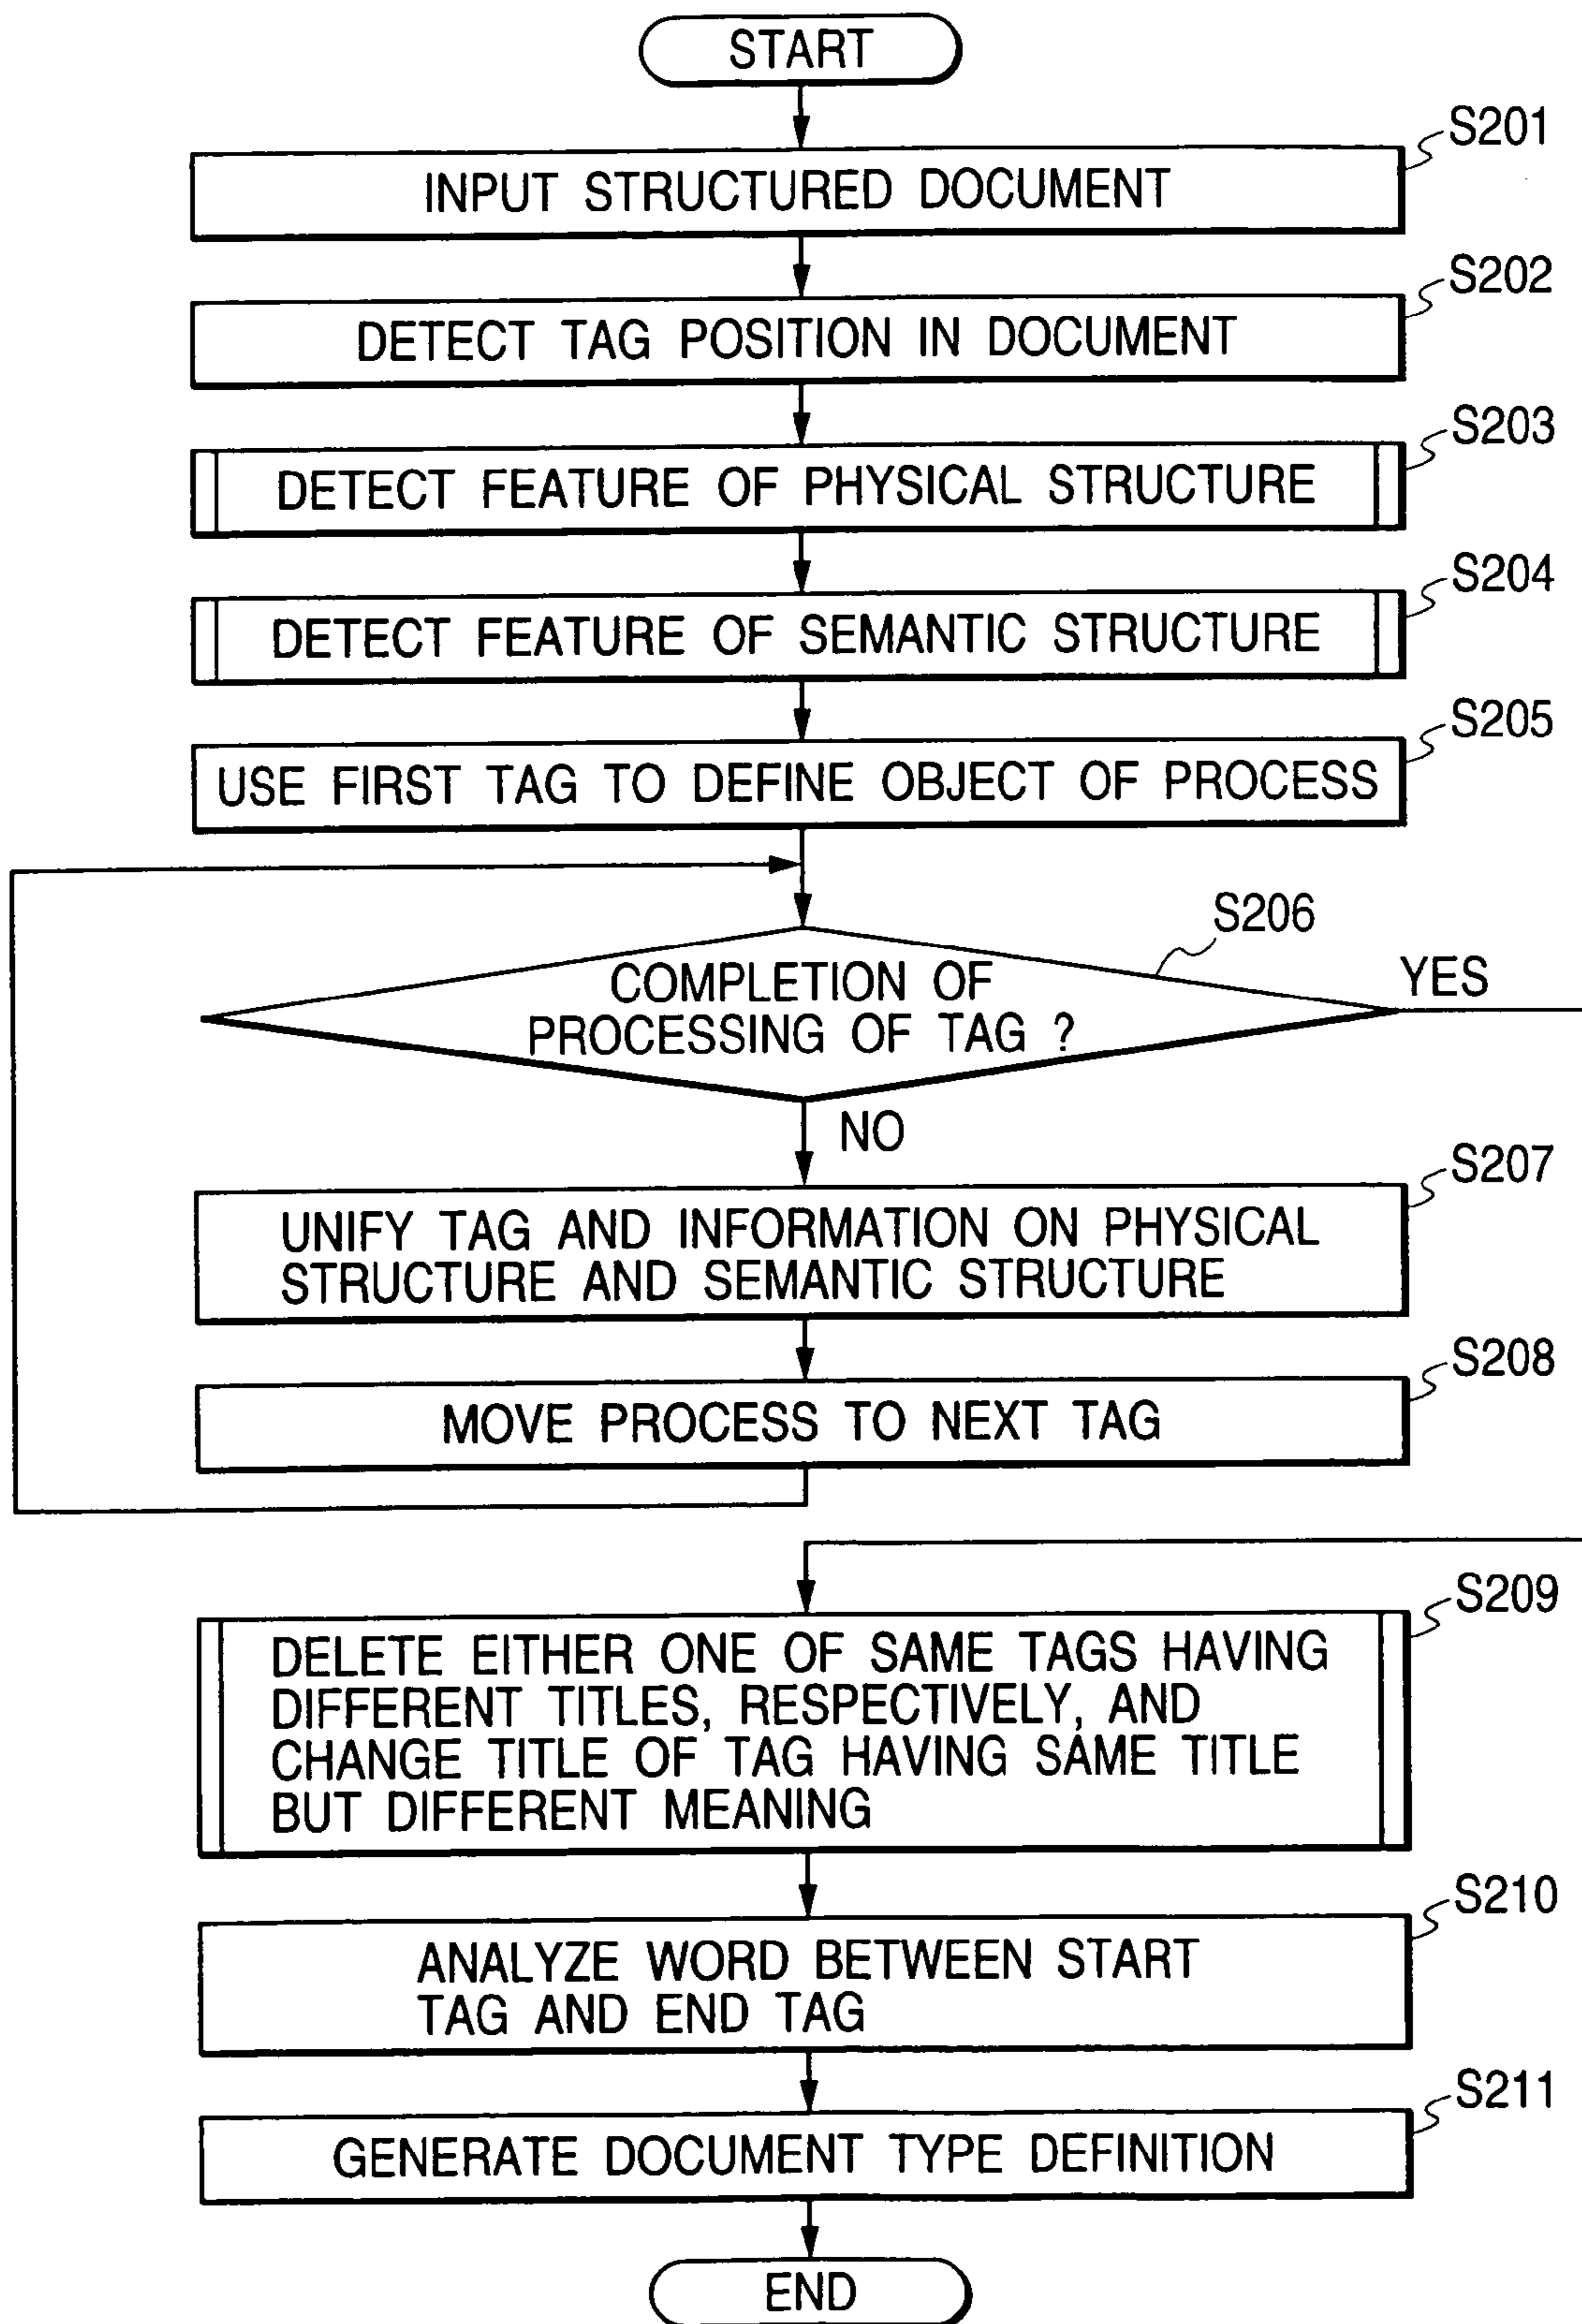 START
S201
INPUT STRUCTURED DOCUMENT
S202
DETECT TAG POSITION IN DOCUMENT
S203
DETECT FEATURE OF PHYSICAL STRUCTURE
S204
DETECT FEATURE OF SEMANTIC STRUCTURE
S205
USE FIRST TAG TO DEFINE OBJECT OF PROCESS
S206
YES
COMPLETION OF
PROCESSING OF TAG ?
NO
S207
UNIFY TAG AND INFORMATION ON PHYSICAL
STRUCTURE AND SEMANTIC STRUCTURE
S208
MOVE PROCESS TO NEXT TAG
S209
DELETE EITHER ONE OF SAME TAGS HAVING
DIFFERENT TITLES, RESPECTIVELY, AND
CHANGE TITLE OF TAG HAVING SAME TITLE
BUT DIFFERENT MEANING
S210
ANALYZE WORD BETWEEN START
TAG AND END TAG
S211
GENERATE DOCUMENT TYPE DEFINITION
END